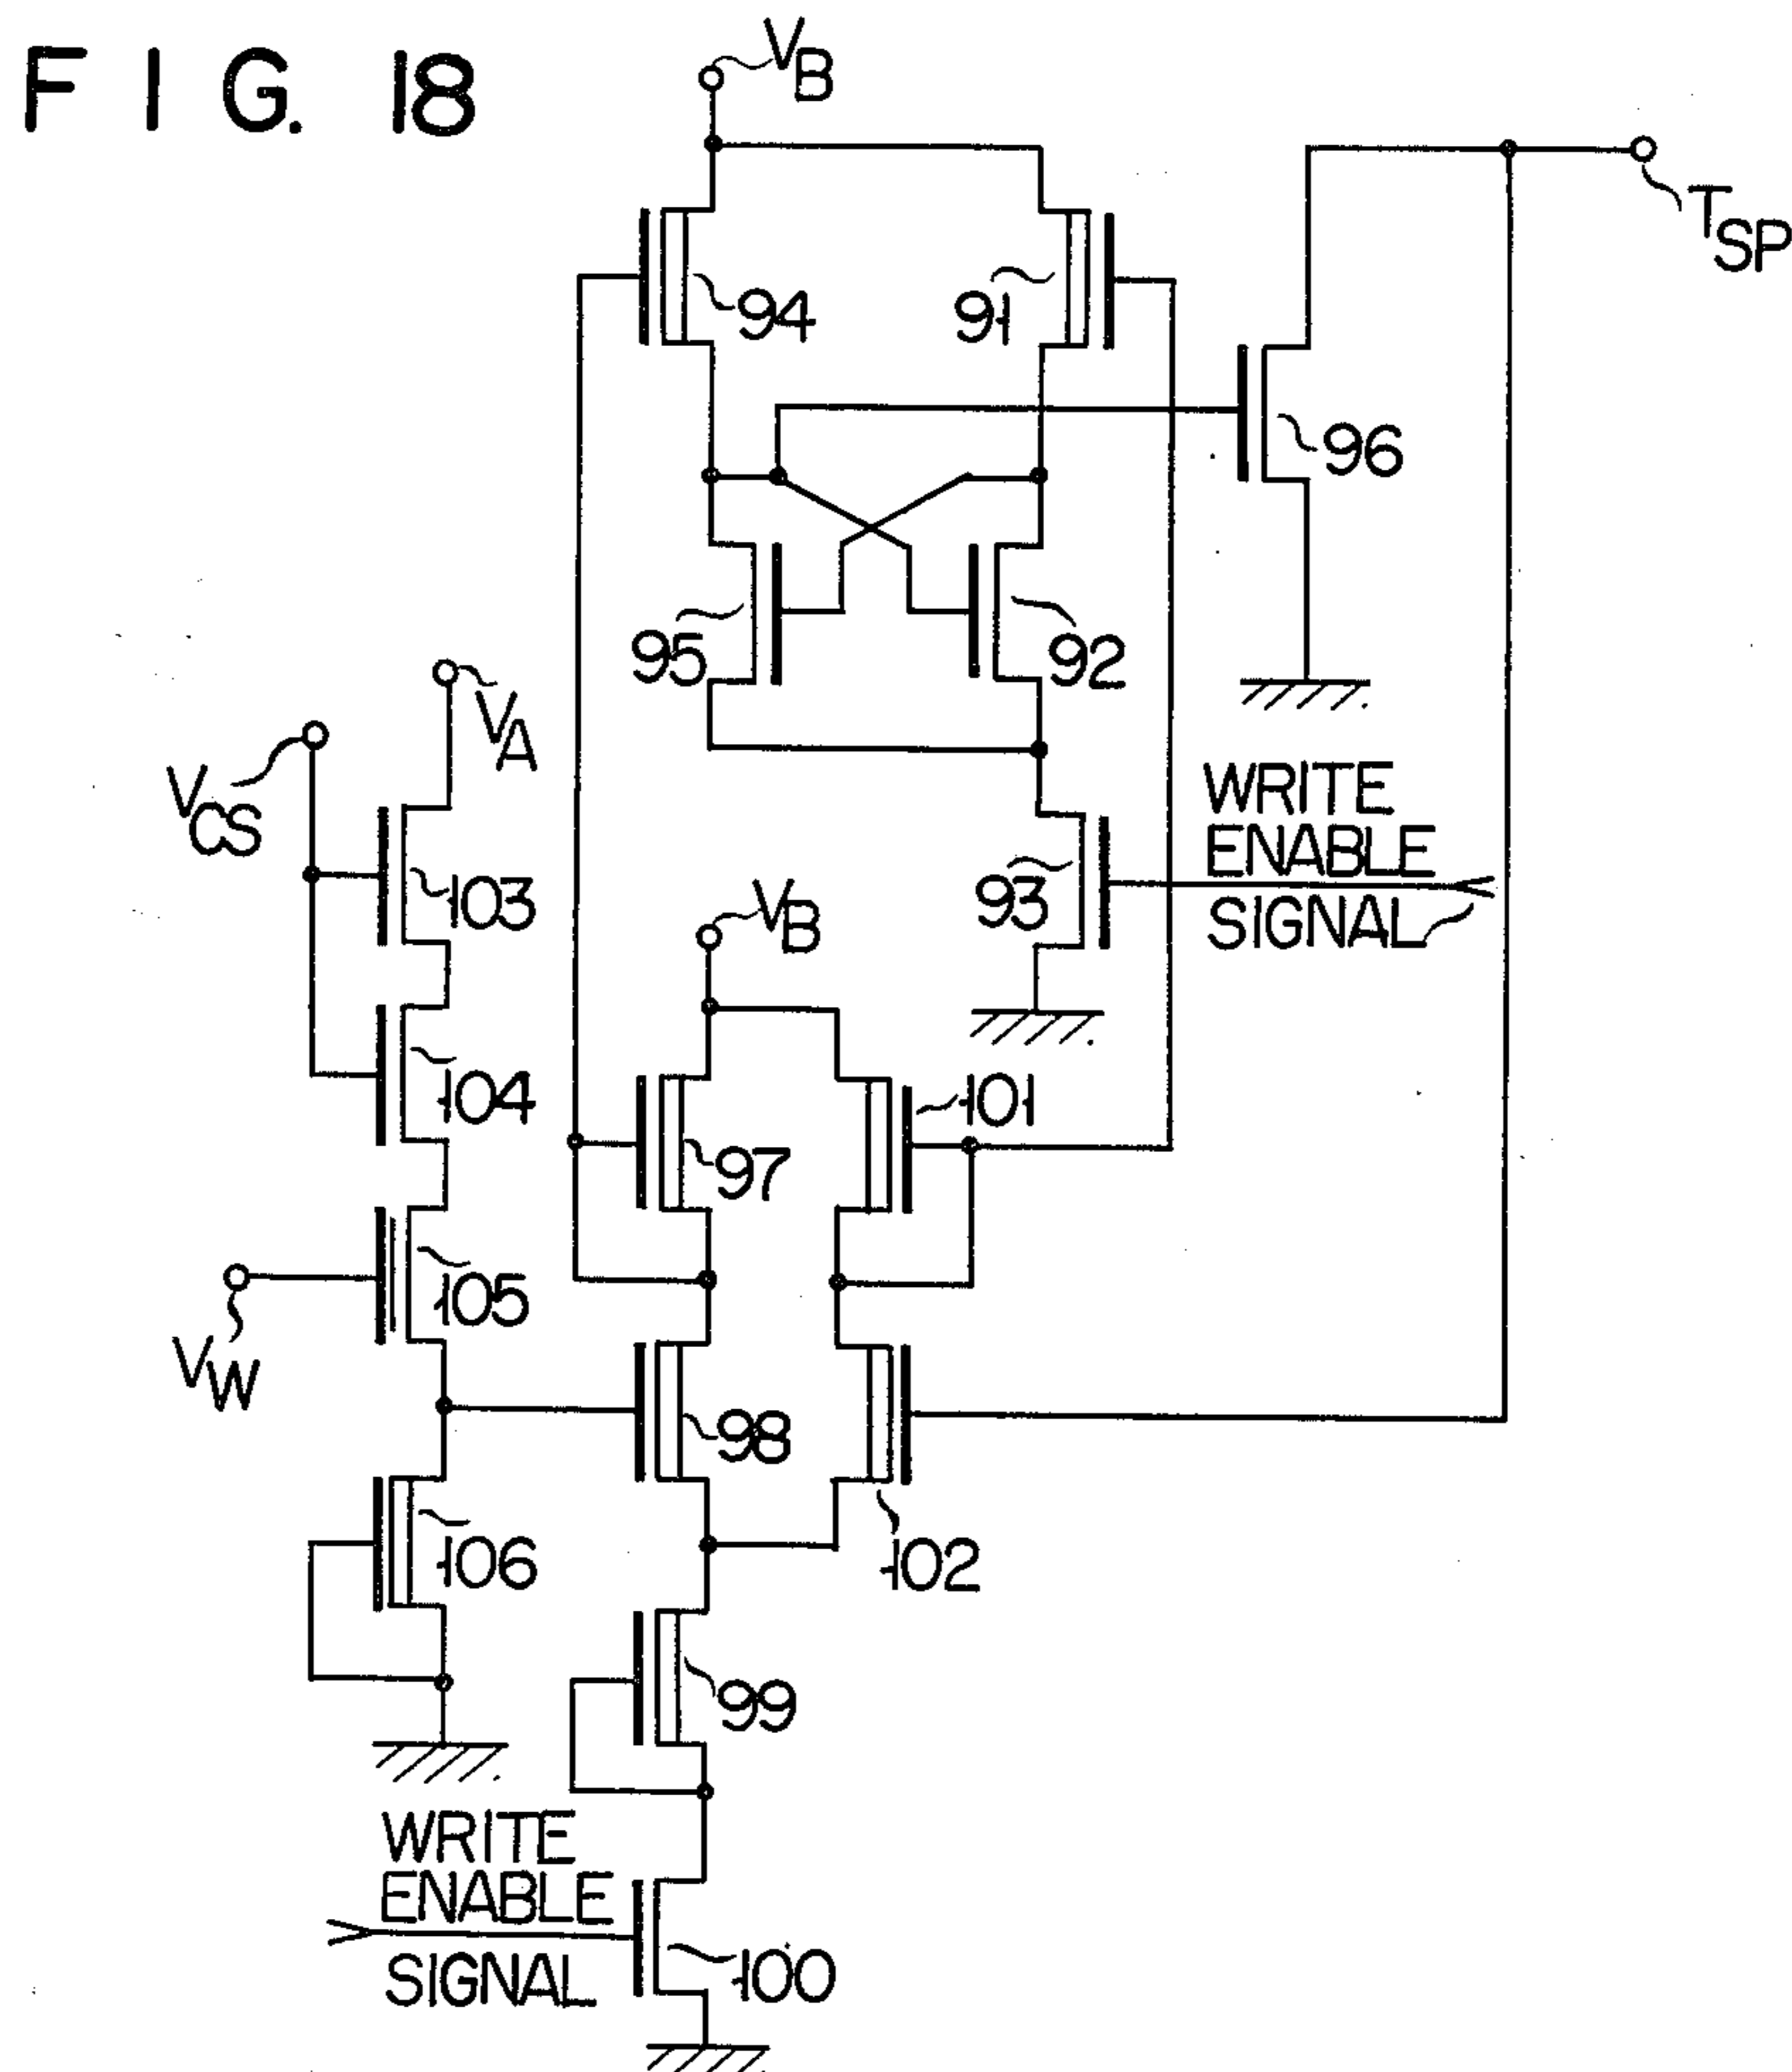 FIG. 18
VB
TSP
94
91
96
95
92
VA
VCS
WRITE
ENABLE
SIGNAL
103
93
VB
104
101
97
105
VW
98
106
102
99
WRITE
ENABLE
SIGNAL
100